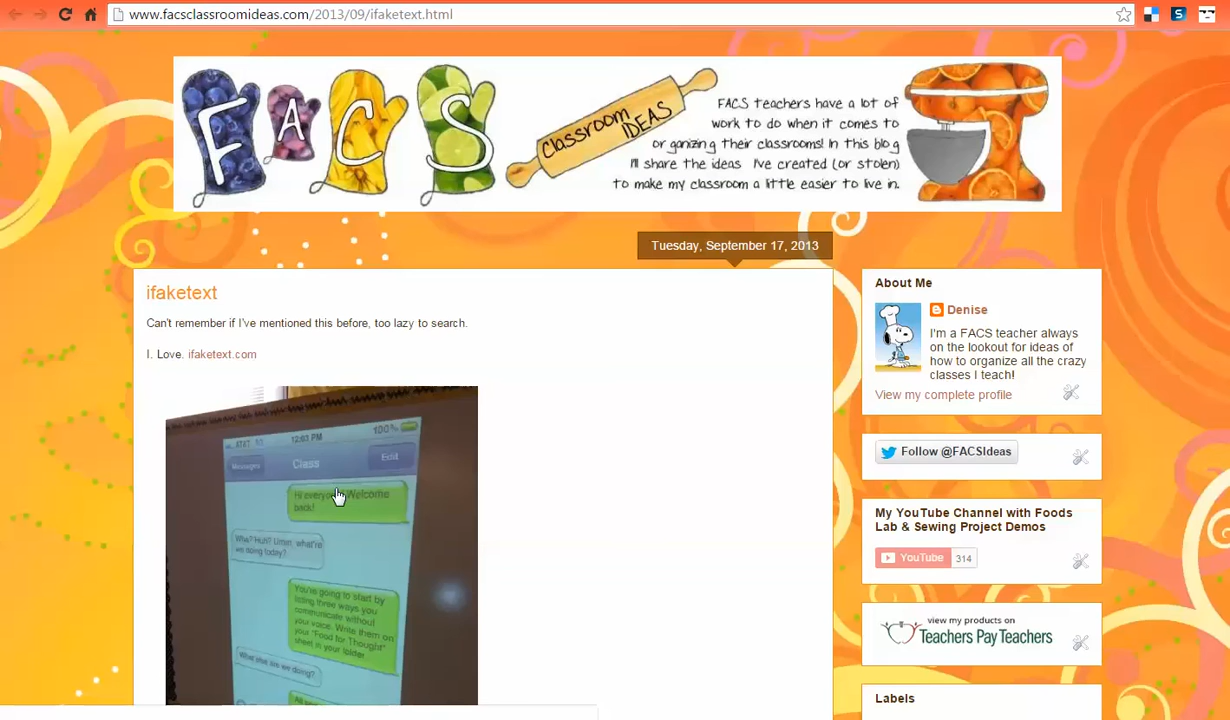 www.facsclassroomideas.com/2013/09/ifaketext.html
S
FACS
Classroom
IDEAS
FACS teachers have a lot of
work to do when it comes to
organizing their classrooms! In this blog
I'll share the ideas I've created (or stolen)
to make my classroom a little easier to live in.
Tuesday, September 17, 2013
ifaketext
Can't remember if I've mentioned this before, too lazy to search.
I. Love. ifaketext.com
AT&T
12:03 PM
100%
Messages
Class
Edit
Hi Welcome
back!
Wha? Huh? Umm, what're
we doing today?
You're going to start by
listing three ways you
communicate without
your voice. Write them on
your "Food for Thought"
sheet in your folder
What else are we doing?
About Me
Denise
I'm a FACS teacher always
on the lookout for ideas of
how to organize all the crazy
classes I teach!
View my complete profile
Follow @FACSIdeas
My YouTube Channel with Foods
Lab & Sewing Project Demos
YouTube 314
view my products on
Teachers Pay Teachers
Labels